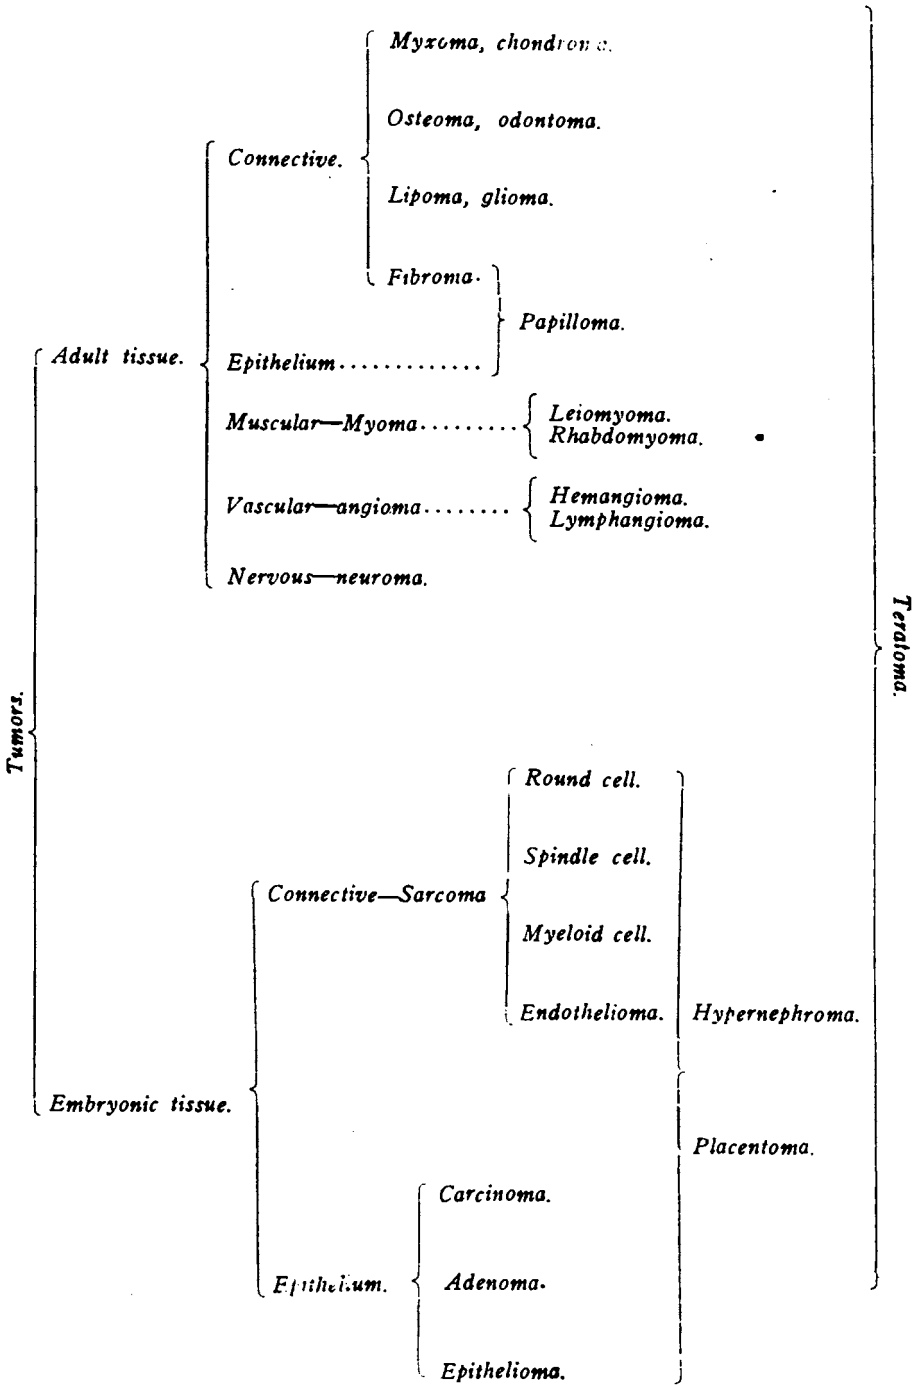 Myxoma, chondroma.
Osteoma, odontoma.
Connective.
Lipoma, glioma.
Fibroma.
Papilloma.
Adult tissue.
Epithelium.............
Muscular—Myoma.........
Leiomyoma.
Rhabdomyoma.
Vascular—angioma........
Hemangioma.
Lymphangioma.
Nervous—neuroma.
Teratoma.
Tumors.
Round cell.
Spindle cell.
Connective—Sarcoma
Myeloid cell.
Endothelioma.
Hypernephroma.
Embryonic tissue.
Placentoma.
Carcinoma.
Epithelium.
Adenoma.
Epithelioma.